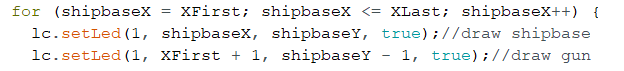 for (shipbaseX = XFirst; shipbaseX <= XLast; shipbaseX++) {
lc.setLed(1, shipbaseX, shipbaseY, true);//draw shipbase
lc.setLed(1, XFirst + 1, shipbaseY - 1, true);//draw gun